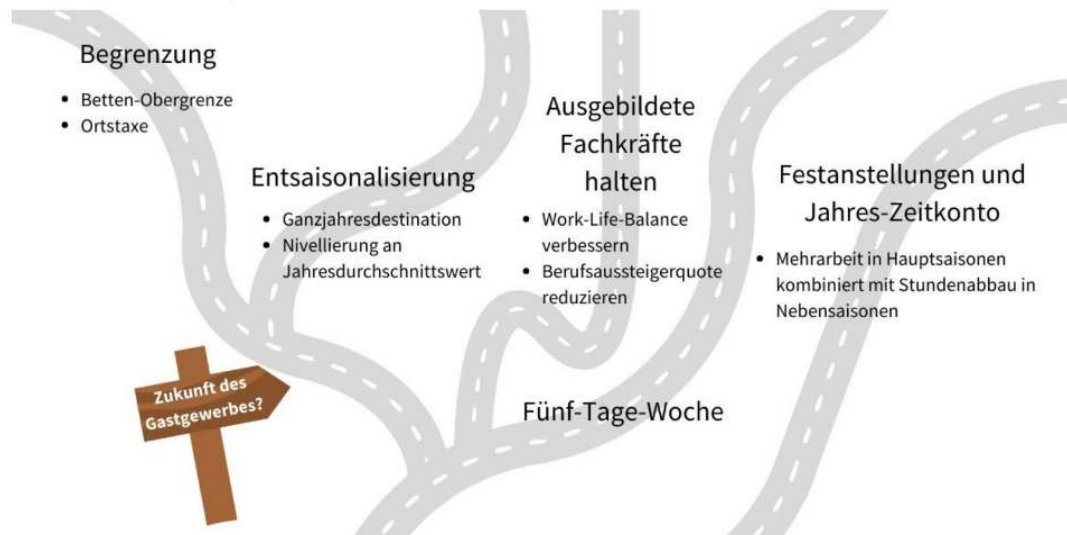 Begrenzung
• Betten-Obergrenze
• Ortstaxe
Entsaisonalisierung
• Ganzjahresdestination
• Nivellierung an
Jahresdurchschnittswert
Ausgebildete
Fachkräfte
halten
• Work-Life-Balance
verbessern
• Berufsaussteigerquote
reduzieren
Festanstellungen und
Jahres-Zeitkonto
• Mehrarbeit in Hauptsaisonen
kombiniert mit Stundenabbau in
Nebensaisonen
Zukunft des
Gastgewerbes?
Fünf-Tage-Woche